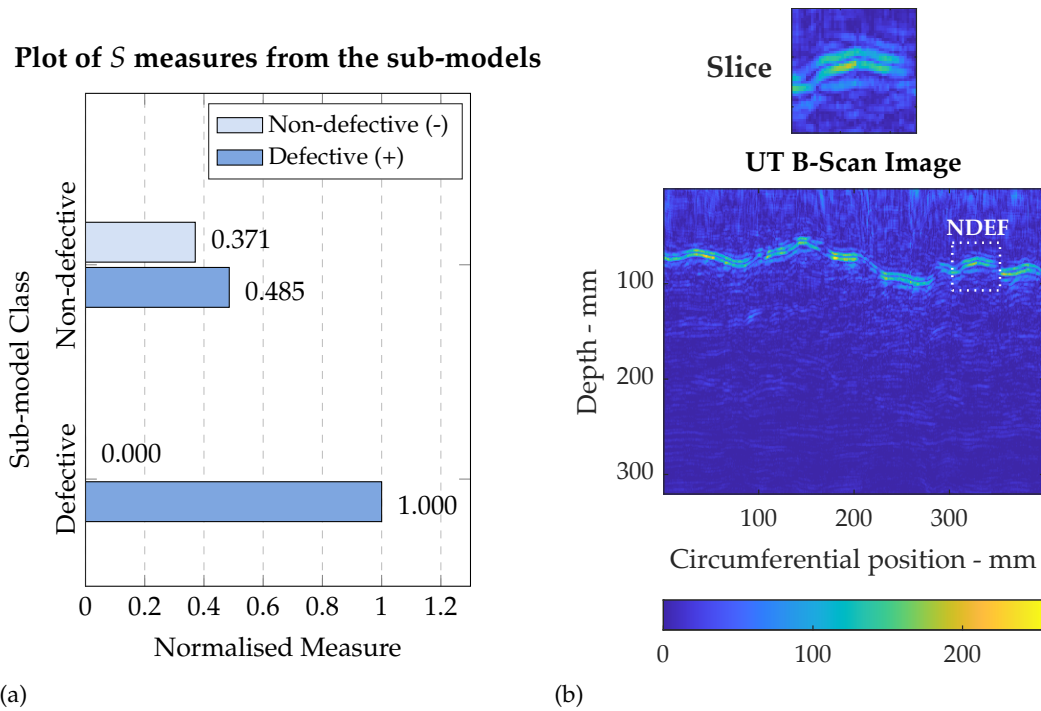 Plot of S measures from the sub-models
Non-defective (-)
Defective (+)
Sub-model Class
Non-defective
Defective
0.371
0.485
0.000
1.000
0 0.2 0.4 0.6 0.8 1 1.2
Normalised Measure
(a)
Slice
UT B-Scan Image
NDEF
Depth - mm
100
200
300
100 200 300
Circumferential position - mm
0 100 200
(b)